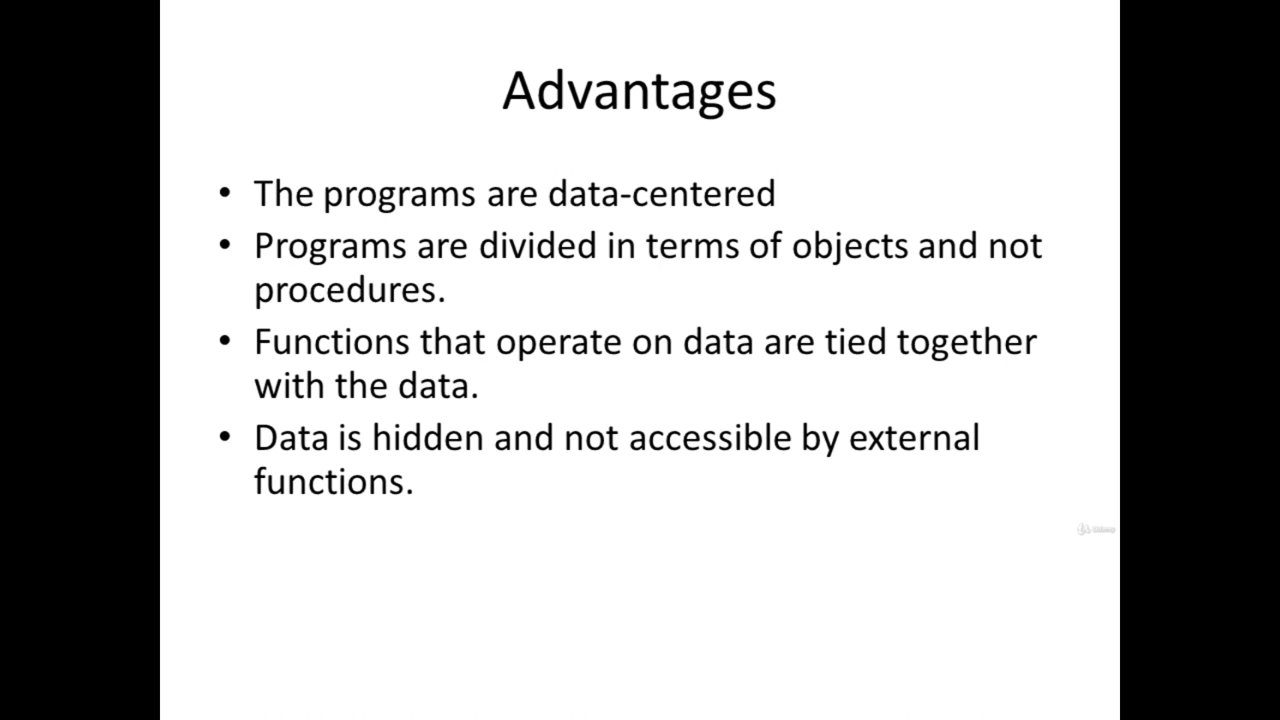 Advantages
• The programs are data-centered
• Programs are divided in terms of objects and not
procedures.
• Functions that operate on data are tied together
with the data.
• Data is hidden and not accessible by external
functions.
Udemy